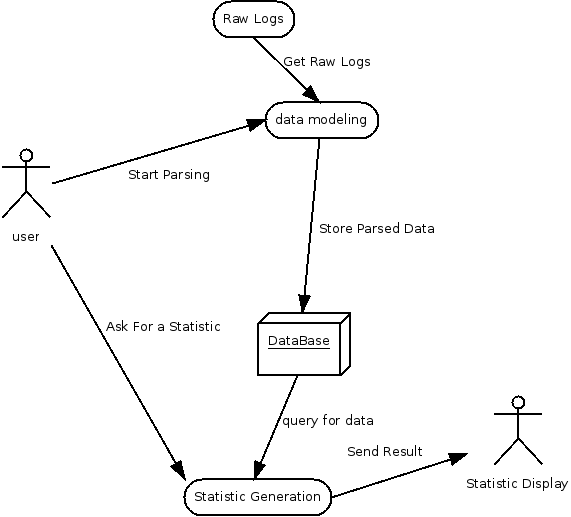 Raw Logs
Get Raw Logs
data modeling
Start Parsing
user
Store Parsed Data
Ask For a Statistic
DataBase
query for data
Send Result
Statistic Display
Statistic Generation